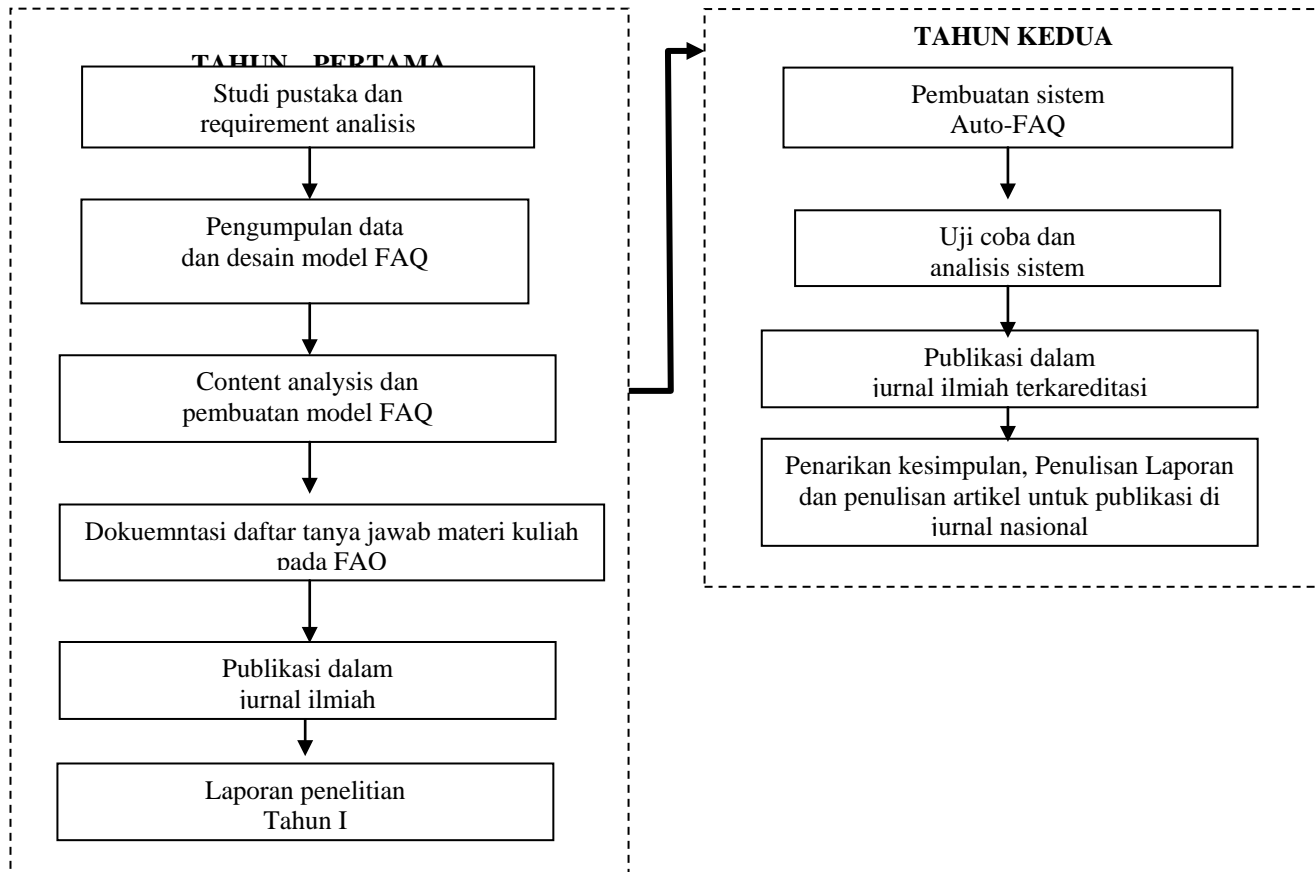 TAHUN PERTAMA
Studi pustaka dan
requirement analisis
Pengumpulan data
dan desain model FAQ
Content analysis dan
pembuatan model FAQ
Dokuemntasi daftar tanya jawab materi kuliah
pada FAQ
Publikasi dalam
jurnal ilmiah
Laporan penelitian
Tahun I
TAHUN KEDUA
Pembuatan sistem
Auto-FAQ
Uji coba dan
analisis sistem
Publikasi dalam
jurnal ilmiah terkareditasi
Penarikan kesimpulan, Penulisan Laporan
dan penulisan artikel untuk publikasi di
jurnal nasional